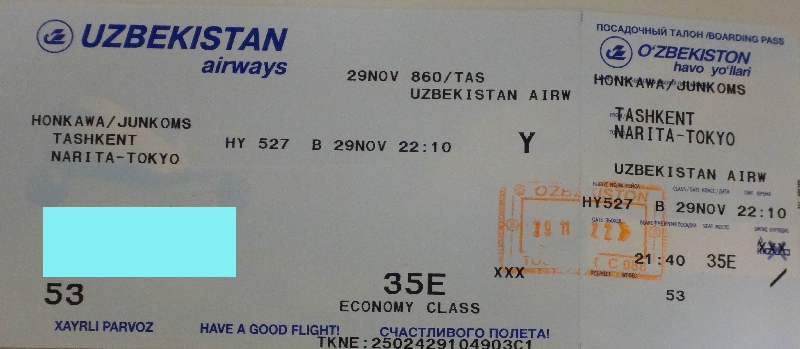 UZBEKISTAN
airways
29NOV 860/TAS
UZBEKISTAN AIRW
HONKAWA/JUNKOMS
TASHKENT
NARITA-TOKYO
HY 527 B 29NOV 22:10 Y
XXX
53
35E
ECONOMY CLASS
XAYRLI PARVOZ HAVE A GOOD FLIGHT! СЧАСТЛИВОГО ПОЛЕТА!
TKNE:2502429104903C1
ПОСАДОЧНЫЙ ТАЛОН /BOARDING PASS
O'ZBEKISTON
havo yo'llari
HONKAWA/JUNKOMS
TASHKENT
NARITA-TOKYO
UZBEKISTAN AIRW
HY527 B 29NOV 22:10
21:40 35E XXX
53